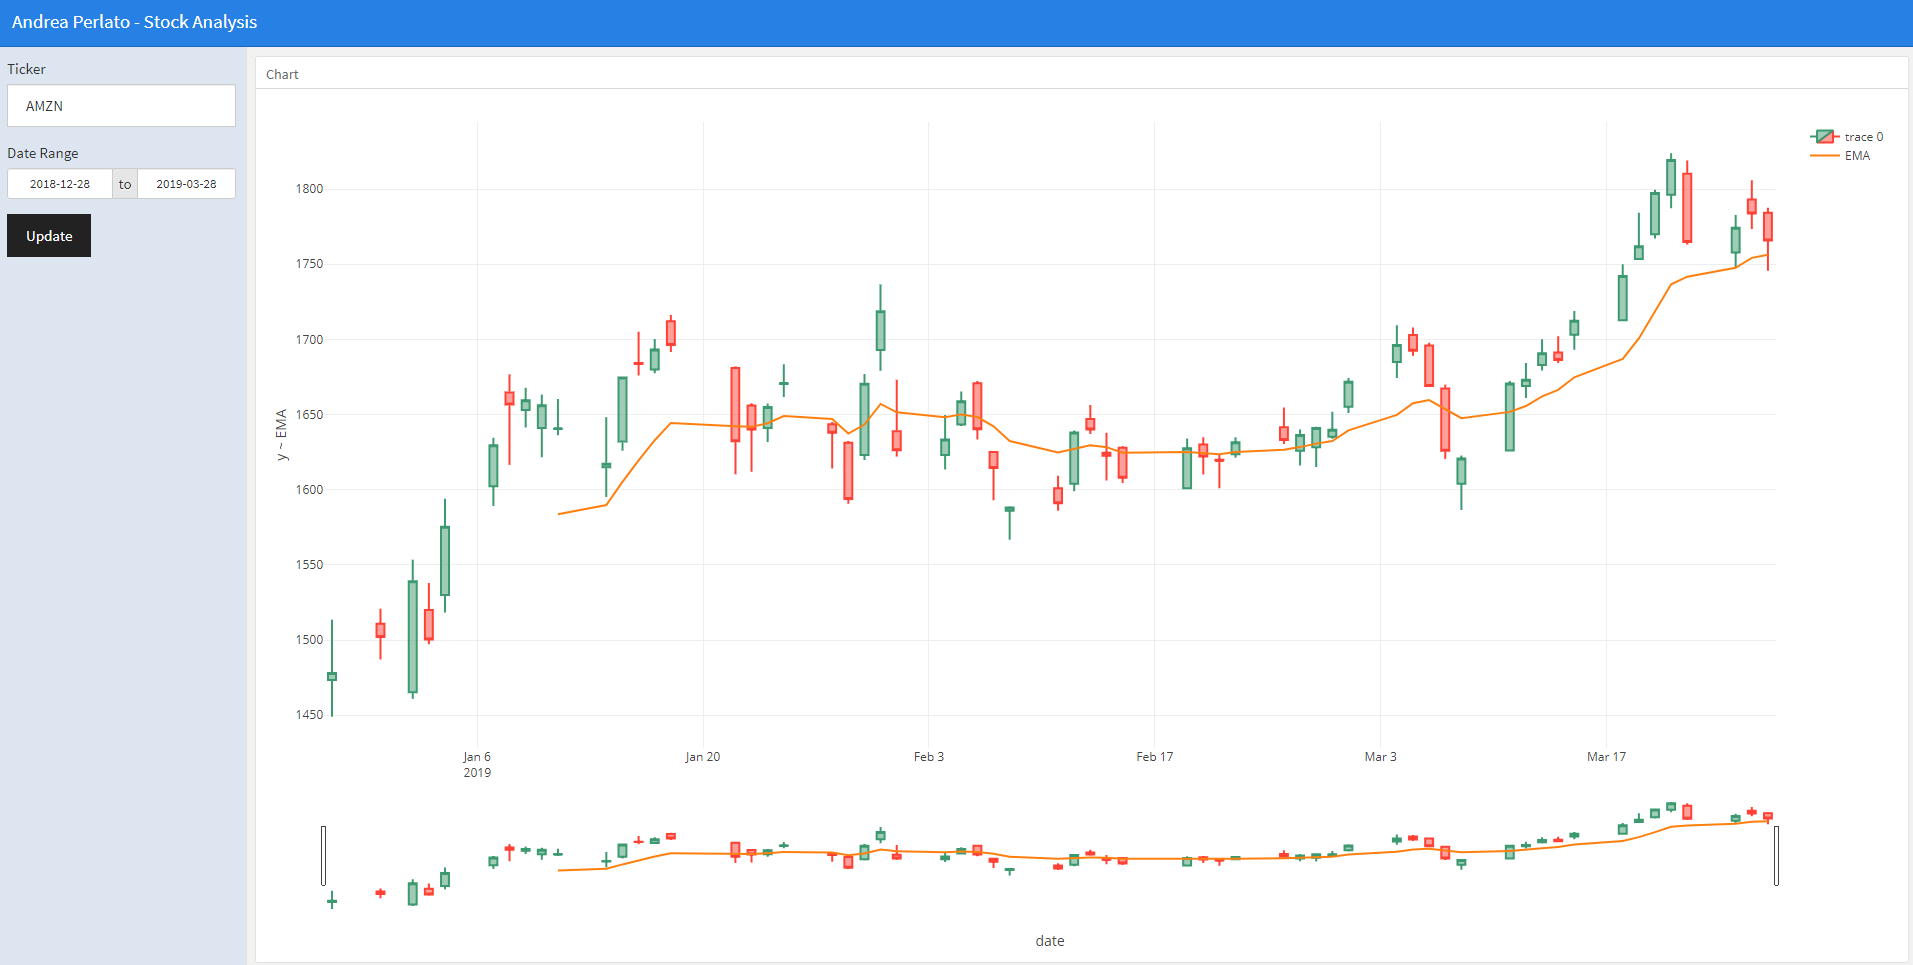 Andrea Perlato - Stock Analysis
Ticker
AMZN
Date Range
2018-12-28 to 2019-03-28
Update
Chart
trace 0
EMA
1800
1750
1700
1650
1600
1550
1500
1450
y ~ EMA
Jan 6
2019
Jan 20
Feb 3
Feb 17
Mar 3
Mar 17
date